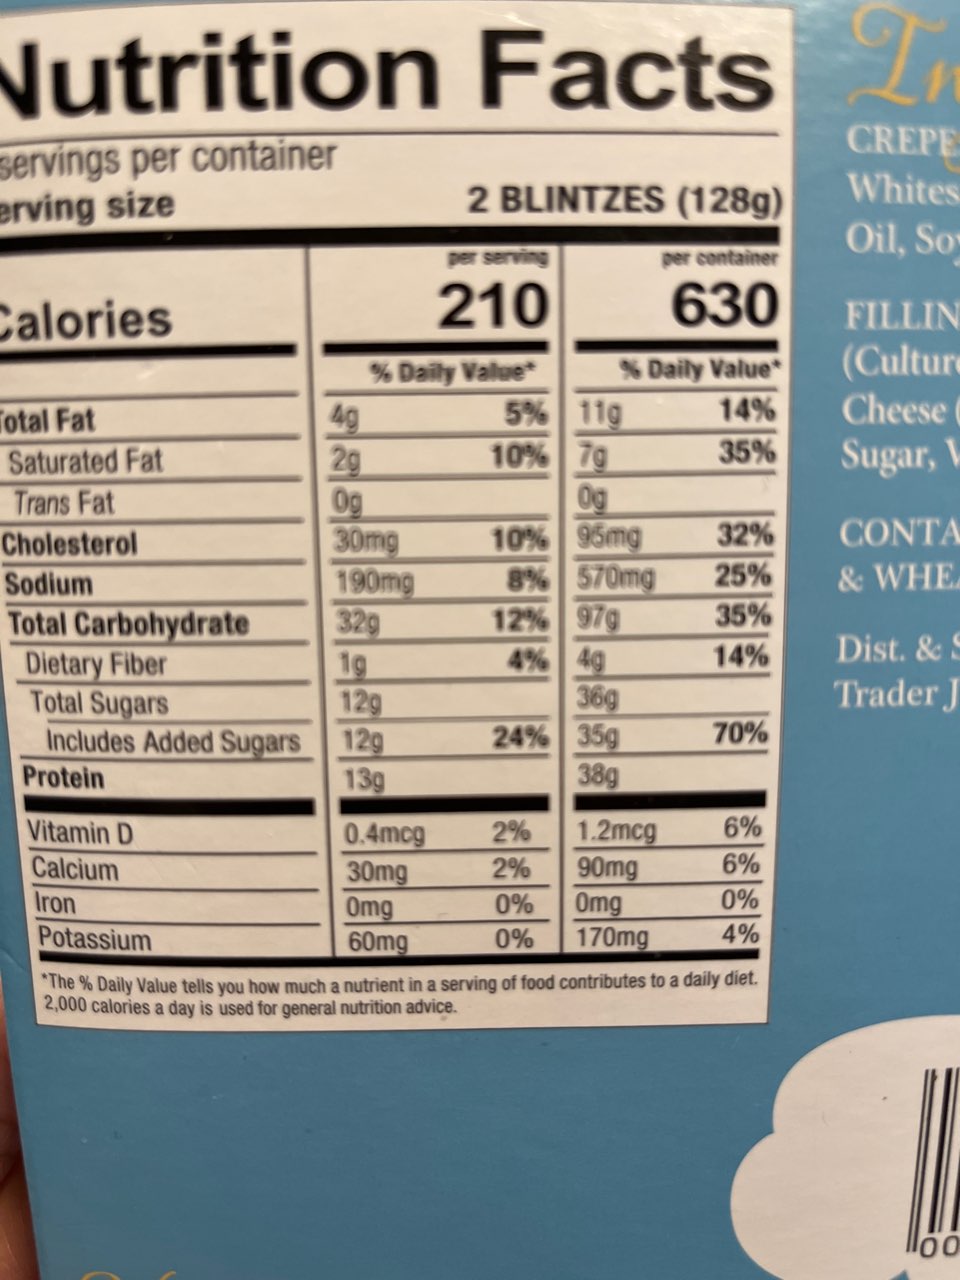 Nutrition Facts
servings per container
erving size 2 BLINTZES (128g)
per serving per container
Calories 210 630
% Daily Value* % Daily Value*
Total Fat 4g 5% 11g 14%
Saturated Fat 2g 10% 7g 35%
Trans Fat 0g 0g
Cholesterol 30mg 10% 95mg 32%
Sodium 190mg 8% 570mg 25%
Total Carbohydrate 32g 12% 97g 35%
Dietary Fiber 1g 4% 4g 14%
Total Sugars 12g 36g
Includes Added Sugars 12g 24% 35g 70%
Protein 13g 38g
Vitamin D 0.4mcg 2% 1.2mcg 6%
Calcium 30mg 2% 90mg 6%
Iron 0mg 0% 0mg 0%
Potassium 60mg 0% 170mg 4%
*The % Daily Value tells you how much a nutrient in a serving of food contributes to a daily diet.
2,000 calories a day is used for general nutrition advice.
In
CREPE
Whites
Oil, Soy
FILLIN
(Culture
Cheese (
Sugar, V
CONTA
& WHEA
Dist. & S
Trader J
00